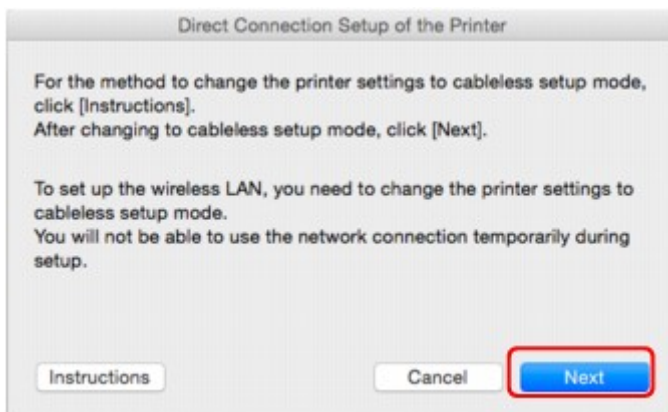 Direct Connection Setup of the Printer
For the method to change the printer settings to cableless setup mode,
click [Instructions].
After changing to cableless setup mode, click [Next].
To set up the wireless LAN, you need to change the printer settings to
cableless setup mode.
You will not be able to use the network connection temporarily during
setup.
Instructions
Cancel
Next